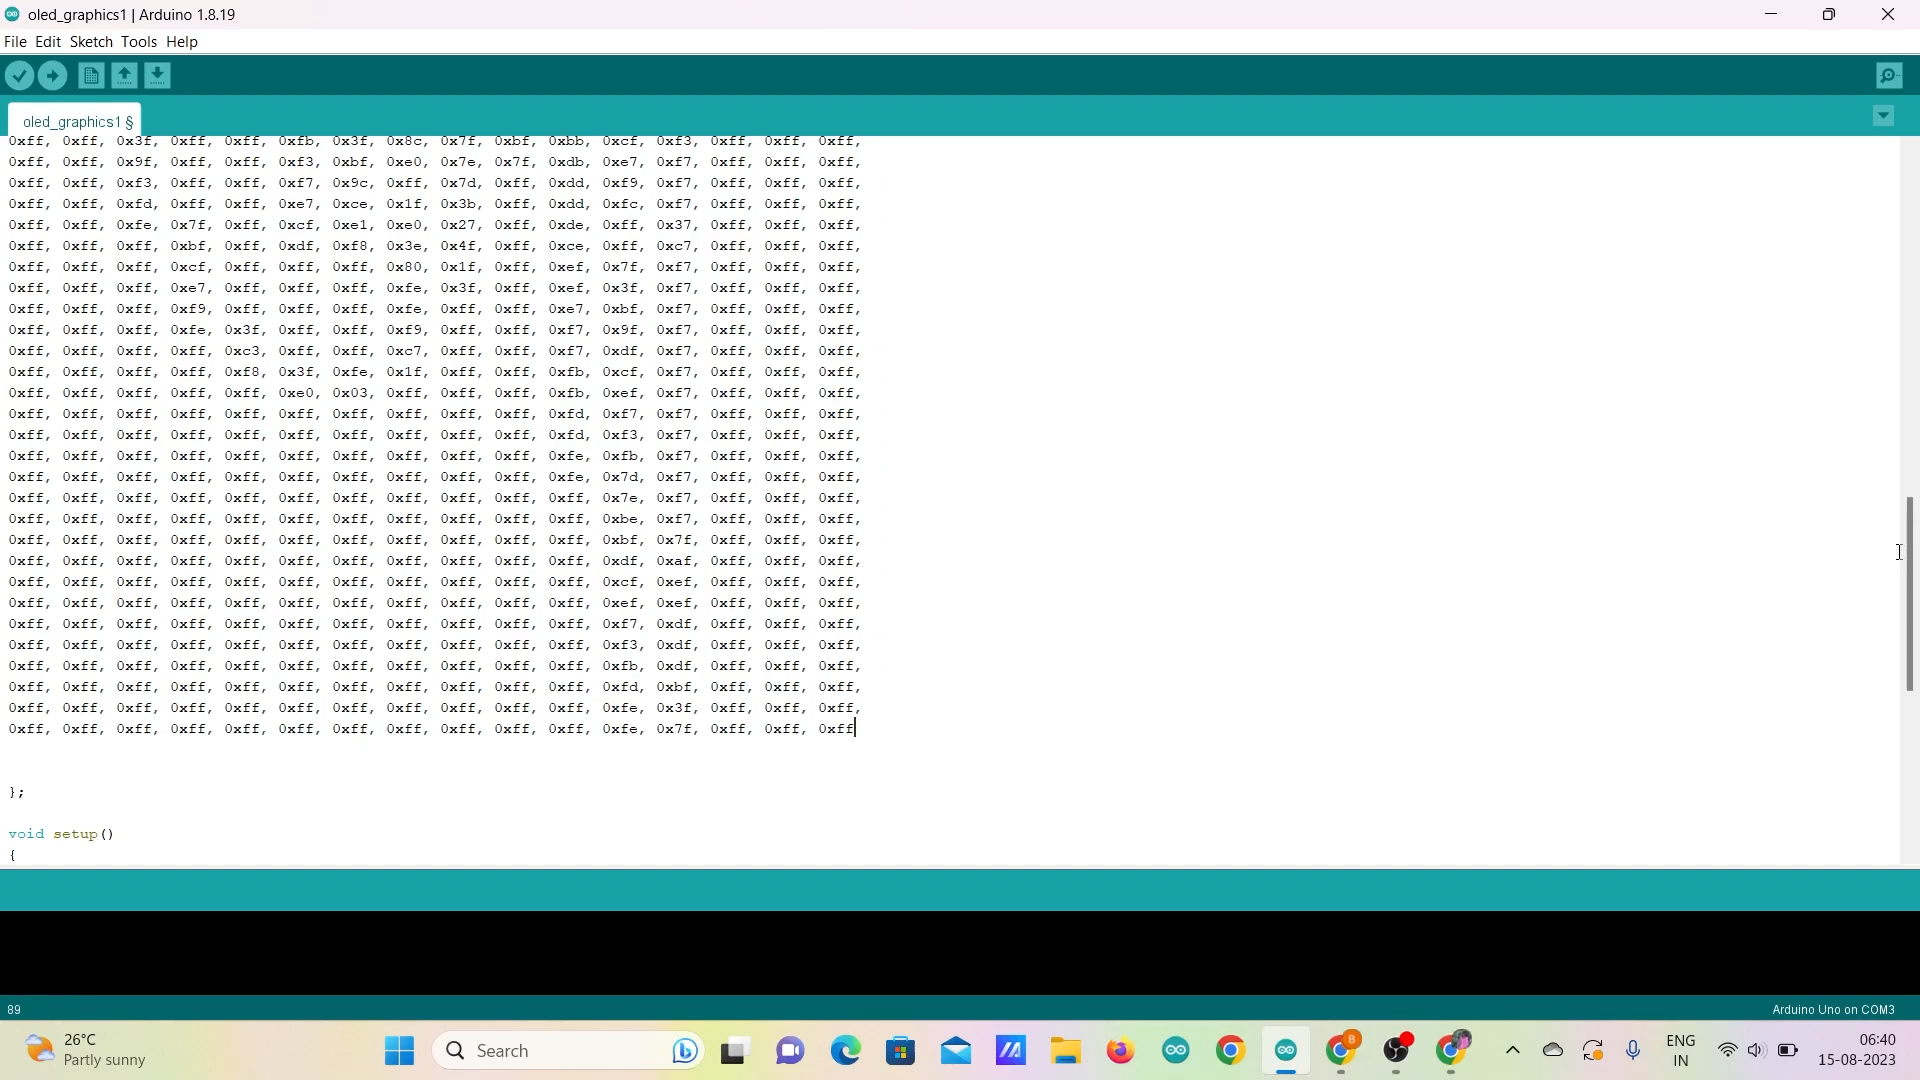 oled_graphics1 | Arduino 1.8.19
File Edit Sketch Tools Help
oled_graphics1 §
0xff, 0xff, 0x3f, 0xff, 0xff, 0xfb, 0x3f, 0x8c, 0x7f, 0xbf, 0xbb, 0xcf, 0xf3, 0xff, 0xff, 0xff,
0xff, 0xff, 0x9f, 0xff, 0xff, 0xf3, 0xbf, 0xe0, 0x7e, 0x7f, 0xdb, 0xe7, 0xf7, 0xff, 0xff, 0xff,
0xff, 0xff, 0xf3, 0xff, 0xff, 0xf7, 0x9c, 0xff, 0x7d, 0xff, 0xdd, 0xf9, 0xf7, 0xff, 0xff, 0xff,
0xff, 0xff, 0xfd, 0xff, 0xff, 0xe7, 0xce, 0x1f, 0x3b, 0xff, 0xdd, 0xfc, 0xf7, 0xff, 0xff, 0xff,
0xff, 0xff, 0xfe, 0x7f, 0xff, 0xcf, 0xe1, 0xe0, 0x27, 0xff, 0xde, 0xff, 0x37, 0xff, 0xff, 0xff,
0xff, 0xff, 0xff, 0xbf, 0xff, 0xdf, 0xf8, 0x3e, 0x4f, 0xff, 0xce, 0xff, 0xc7, 0xff, 0xff, 0xff,
0xff, 0xff, 0xff, 0xcf, 0xff, 0xff, 0xff, 0x80, 0x1f, 0xff, 0xef, 0x7f, 0xf7, 0xff, 0xff, 0xff,
0xff, 0xff, 0xff, 0xe7, 0xff, 0xff, 0xff, 0xfe, 0x3f, 0xff, 0xef, 0x3f, 0xf7, 0xff, 0xff, 0xff,
0xff, 0xff, 0xff, 0xf9, 0xff, 0xff, 0xff, 0xfe, 0xff, 0xff, 0xe7, 0xbf, 0xf7, 0xff, 0xff, 0xff,
0xff, 0xff, 0xff, 0xfe, 0x3f, 0xff, 0xff, 0xf9, 0xff, 0xff, 0xf7, 0x9f, 0xf7, 0xff, 0xff, 0xff,
0xff, 0xff, 0xff, 0xff, 0xc3, 0xff, 0xff, 0xc7, 0xff, 0xff, 0xf7, 0xdf, 0xf7, 0xff, 0xff, 0xff,
0xff, 0xff, 0xff, 0xff, 0xf8, 0x3f, 0xfe, 0x1f, 0xff, 0xff, 0xfb, 0xcf, 0xf7, 0xff, 0xff, 0xff,
0xff, 0xff, 0xff, 0xff, 0xff, 0xe0, 0x03, 0xff, 0xff, 0xff, 0xfb, 0xef, 0xf7, 0xff, 0xff, 0xff,
0xff, 0xff, 0xff, 0xff, 0xff, 0xff, 0xff, 0xff, 0xff, 0xff, 0xfd, 0xf7, 0xf7, 0xff, 0xff, 0xff,
0xff, 0xff, 0xff, 0xff, 0xff, 0xff, 0xff, 0xff, 0xff, 0xff, 0xfd, 0xf3, 0xf7, 0xff, 0xff, 0xff,
0xff, 0xff, 0xff, 0xff, 0xff, 0xff, 0xff, 0xff, 0xff, 0xff, 0xfe, 0xfb, 0xf7, 0xff, 0xff, 0xff,
0xff, 0xff, 0xff, 0xff, 0xff, 0xff, 0xff, 0xff, 0xff, 0xff, 0xfe, 0x7d, 0xf7, 0xff, 0xff, 0xff,
0xff, 0xff, 0xff, 0xff, 0xff, 0xff, 0xff, 0xff, 0xff, 0xff, 0xff, 0x7e, 0xf7, 0xff, 0xff, 0xff,
0xff, 0xff, 0xff, 0xff, 0xff, 0xff, 0xff, 0xff, 0xff, 0xff, 0xff, 0xbe, 0xf7, 0xff, 0xff, 0xff,
0xff, 0xff, 0xff, 0xff, 0xff, 0xff, 0xff, 0xff, 0xff, 0xff, 0xff, 0xbf, 0x7f, 0xff, 0xff, 0xff,
0xff, 0xff, 0xff, 0xff, 0xff, 0xff, 0xff, 0xff, 0xff, 0xff, 0xff, 0xdf, 0xaf, 0xff, 0xff, 0xff,
0xff, 0xff, 0xff, 0xff, 0xff, 0xff, 0xff, 0xff, 0xff, 0xff, 0xff, 0xcf, 0xef, 0xff, 0xff, 0xff,
0xff, 0xff, 0xff, 0xff, 0xff, 0xff, 0xff, 0xff, 0xff, 0xff, 0xff, 0xef, 0xef, 0xff, 0xff, 0xff,
0xff, 0xff, 0xff, 0xff, 0xff, 0xff, 0xff, 0xff, 0xff, 0xff, 0xff, 0xf7, 0xdf, 0xff, 0xff, 0xff,
0xff, 0xff, 0xff, 0xff, 0xff, 0xff, 0xff, 0xff, 0xff, 0xff, 0xff, 0xf3, 0xdf, 0xff, 0xff, 0xff,
0xff, 0xff, 0xff, 0xff, 0xff, 0xff, 0xff, 0xff, 0xff, 0xff, 0xff, 0xfb, 0xdf, 0xff, 0xff, 0xff,
0xff, 0xff, 0xff, 0xff, 0xff, 0xff, 0xff, 0xff, 0xff, 0xff, 0xff, 0xfd, 0xbf, 0xff, 0xff, 0xff,
0xff, 0xff, 0xff, 0xff, 0xff, 0xff, 0xff, 0xff, 0xff, 0xff, 0xff, 0xfe, 0x3f, 0xff, 0xff, 0xff,
0xff, 0xff, 0xff, 0xff, 0xff, 0xff, 0xff, 0xff, 0xff, 0xff, 0xff, 0xfe, 0x7f, 0xff, 0xff, 0xff
};
void setup()
{
89
Arduino Uno on COM3
26°C
Partly sunny
Search
B
ENG
IN
06:40
15-08-2023